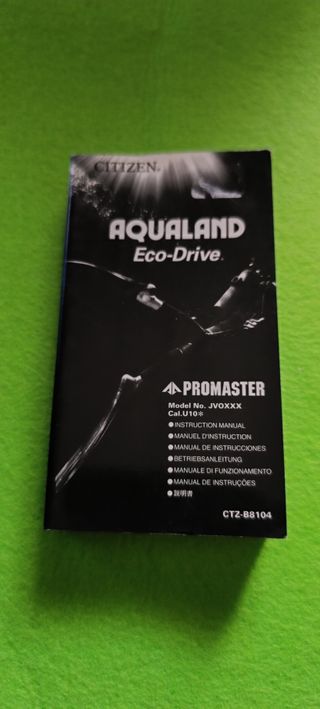 CITIZEN®
AQUALAND
Eco-Drive®
PROMASTER
Model No. JVOXXX
Cal.U10*
● INSTRUCTION MANUAL
● MANUEL D'INSTRUCTION
● MANUAL DE INSTRUCCIONES
● BETRIEBSANLEITUNG
● MANUALE DI FUNZIONAMENTO
● MANUAL DE INSTRUÇÕES
● 説明書
CTZ-B8104